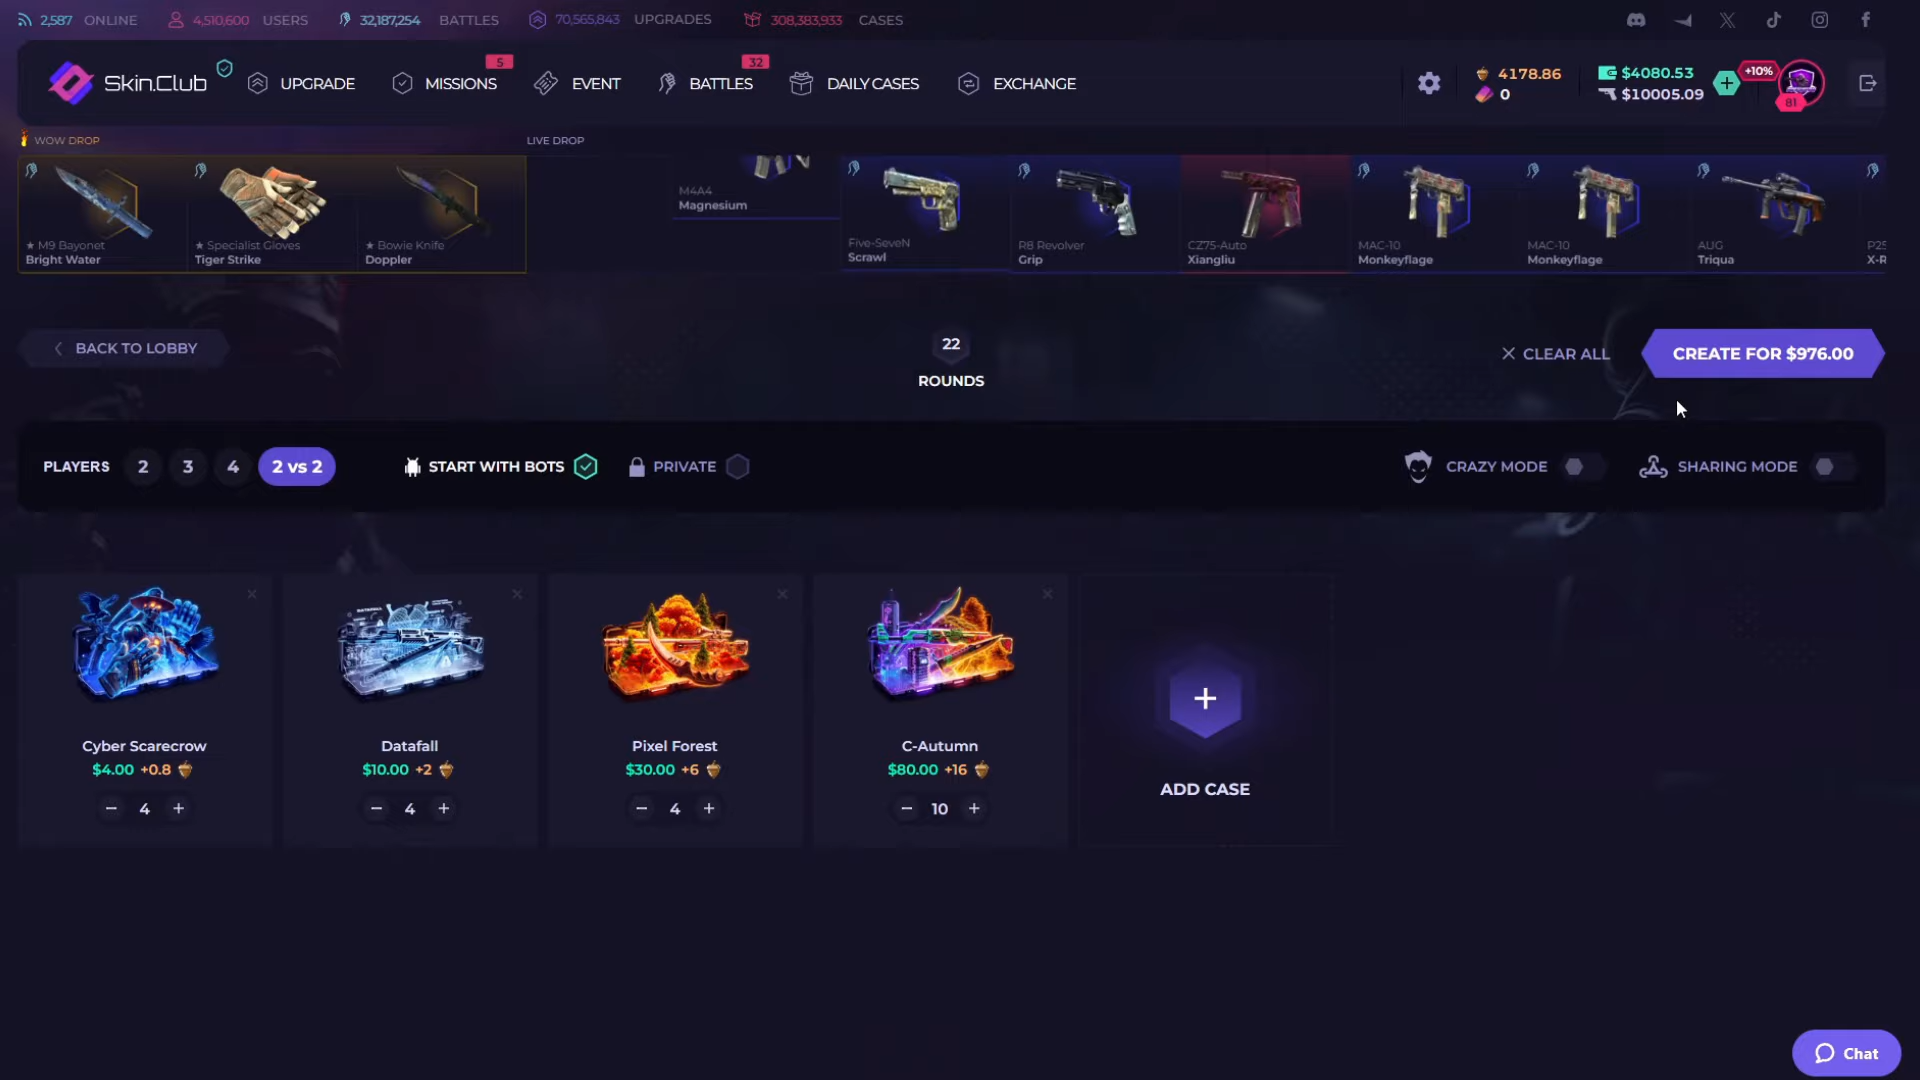 2,587 ONLINE 4,510,600 USERS 32,187,254 BATTLES 70,565,843 UPGRADES 308,383,933 CASES
Skin.Club UPGRADE MISSIONS 5 EVENT BATTLES 32 DAILY CASES EXCHANGE
4178.86 $4080.53 +10%
0 $10005.09 81
WOW DROP LIVE DROP
★ M9 Bayonet
Bright Water
★ Specialist Gloves
Tiger Strike
★ Bowie Knife
Doppler
M4A4
Magnesium
Five-SeveN
Scrawl
R8 Revolver
Grip
CZ75-Auto
Xiangliu
MAC-10
Monkeyflage
MAC-10
Monkeyflage
AUG
Triqua
P25
X-R
BACK TO LOBBY
22
ROUNDS
CLEAR ALL
CREATE FOR $976.00
PLAYERS 2 3 4 2 vs 2 START WITH BOTS PRIVATE CRAZY MODE SHARING MODE
Cyber Scarecrow
$4.00 +0.8
− 4 +
Datafall
$10.00 +2
− 4 +
Pixel Forest
$30.00 +6
− 4 +
C-Autumn
$80.00 +16
− 10 +
+
ADD CASE
Chat